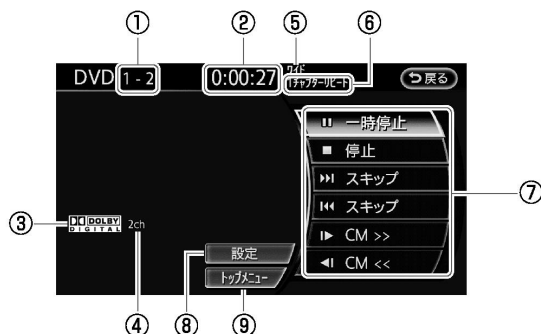 ① ② ⑤ ⑥
DVD 1 - 2 0:00:27 ワイド
1チャプターリピート 戻る
一時停止
停止
スキップ
スキップ
CM >>
CM <<
⑦
③ DOLBY DIGITAL 2ch
設定
トップメニュー
④ ⑧ ⑨